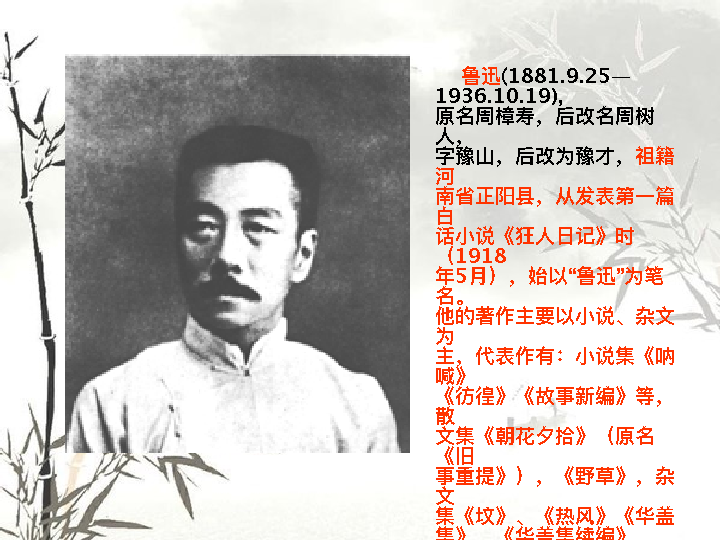 鲁迅(1881.9.25—
1936.10.19),
原名周樟寿，后改名周树
人，
字豫山，后改为豫才，祖籍
河
南省正阳县，从发表第一篇
白
话小说《狂人日记》时
（1918
年5月），始以“鲁迅”为笔
名。
他的著作主要以小说、杂文
为
主，代表作有：小说集《呐
喊》
《彷徨》《故事新编》等，
散
文集《朝花夕拾》（原名
《旧
事重提》），《野草》，杂
文
集《坟》、《热风》《华盖
集》、《华盖集续编》